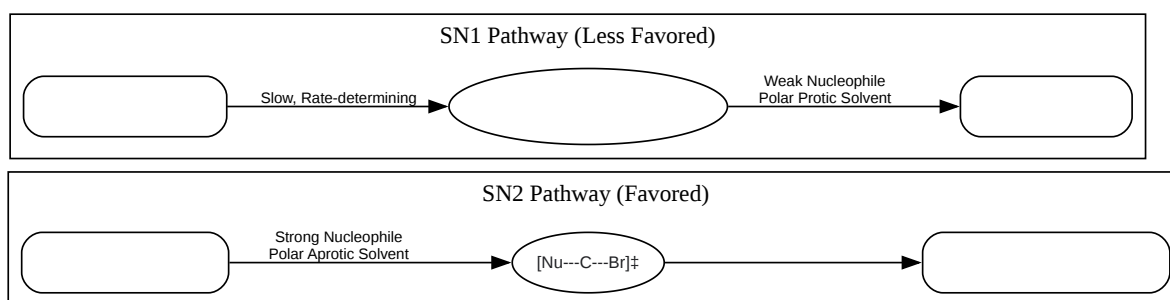 SN1 Pathway (Less Favored)
Slow, Rate-determining
Weak Nucleophile
Polar Protic Solvent
SN2 Pathway (Favored)
Strong Nucleophile
Polar Aprotic Solvent
[Nu---C---Br]‡